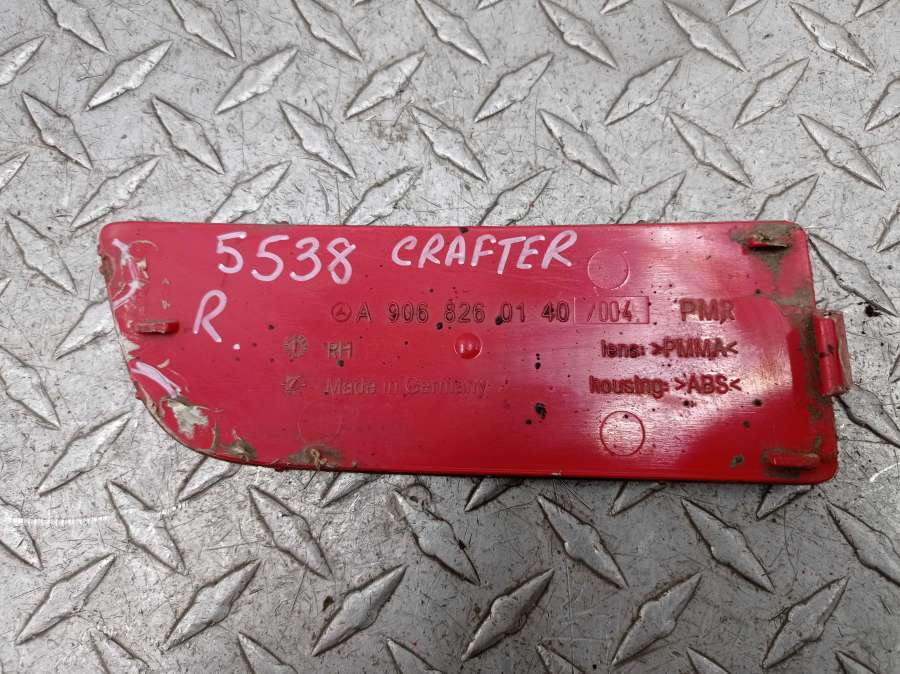 5538 CRAFTER
R
A 906 826 01 40 /004 PMR
RH lens: >PMMA<
Made in Germany housing: >ABS<